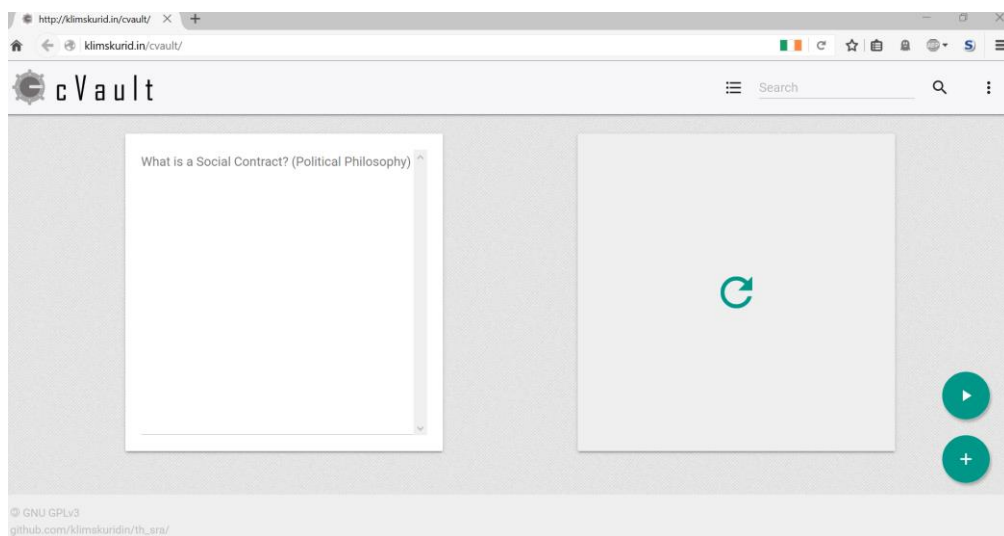 http://klimskurid.in/cvault/
klimskurid.in/cvault/
cVault
Search
What is a Social Contract? (Political Philosophy)
GNU GPLv3
github.com/klimskuridin/th_sra/